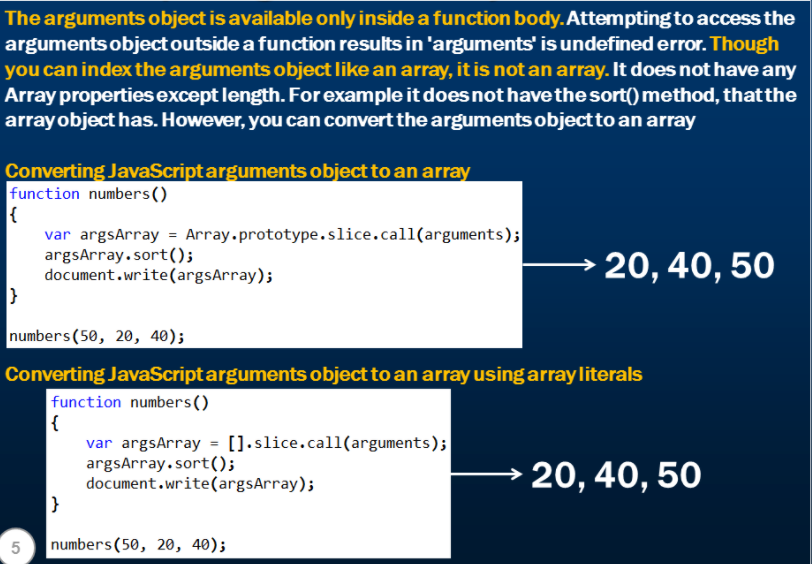 The arguments object is available only inside a function body. Attempting to access the
arguments object outside a function results in 'arguments' is undefined error. Though
you can index the arguments object like an array, it is not an array. It does not have any
Array properties except length. For example it does not have the sort() method, that the
array object has. However, you can convert the arguments object to an array
Converting JavaScript arguments object to an array
function numbers()
{
    var argsArray = Array.prototype.slice.call(arguments);
    argsArray.sort();
    document.write(argsArray);
}
numbers(50, 20, 40);
20, 40, 50
Converting JavaScript arguments object to an array using array literals
function numbers()
{
    var argsArray = [].slice.call(arguments);
    argsArray.sort();
    document.write(argsArray);
}
numbers(50, 20, 40);
20, 40, 50
5